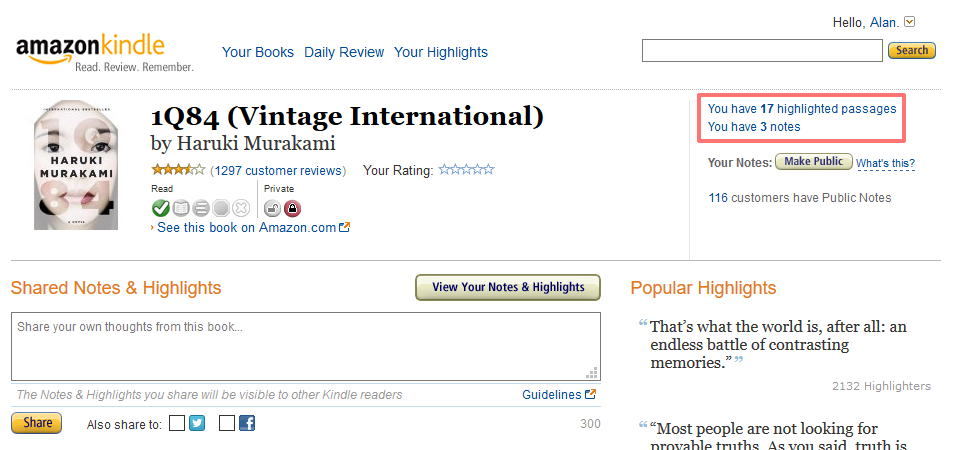 Hello, Alan.
amazonkindle
Read. Review. Remember.
Your Books Daily Review Your Highlights
Search
INTERNATIONAL BESTSELLER
1Q
HARUKI
MURAKAMI
84
A NOVEL
1Q84 (Vintage International)
by Haruki Murakami
(1297 customer reviews) Your Rating:
Read Private
› See this book on Amazon.com
You have 17 highlighted passages
You have 3 notes
Your Notes: Make Public What's this?
116 customers have Public Notes
Shared Notes & Highlights View Your Notes & Highlights
Share your own thoughts from this book...
The Notes & Highlights you share will be visible to other Kindle readers Guidelines
Share Also share to: 300
Popular Highlights
“That’s what the world is, after all: an
endless battle of contrasting
memories.””
2132 Highlighters
““Most people are not looking for
provable truths. As you said, truth is